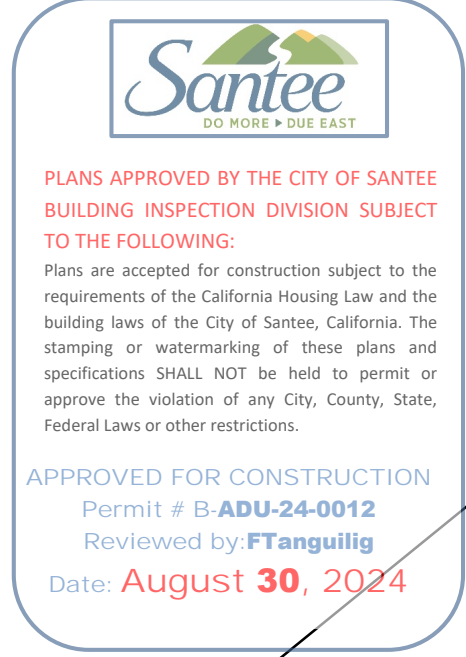 Santee
DO MORE ▶ DUE EAST
PLANS APPROVED BY THE CITY OF SANTEE
BUILDING INSPECTION DIVISION SUBJECT
TO THE FOLLOWING:
Plans are accepted for construction subject to the
requirements of the California Housing Law and the
building laws of the City of Santee, California. The
stamping or watermarking of these plans and
specifications SHALL NOT be held to permit or
approve the violation of any City, County, State,
Federal Laws or other restrictions.
APPROVED FOR CONSTRUCTION
Permit # B-ADU-24-0012
Reviewed by:FTanguilig
Date: August 30, 2024